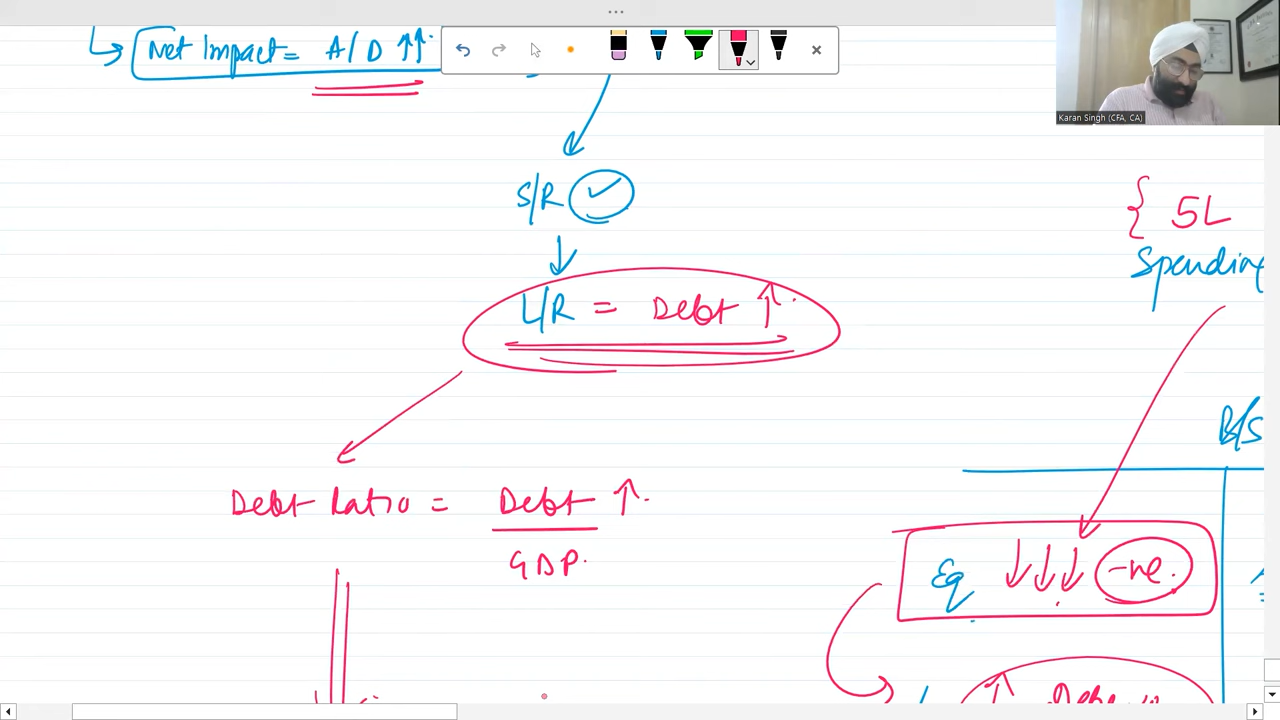 Net Impact = A/D ↑↑
Karan Singh (CFA, CA)
S/R ✓
{ 5L
Spending
L/R = Debt ↑
B/S
Debt Ratio = Debt ↑
GDP
Eq ↓↓↓ -ve.
↑